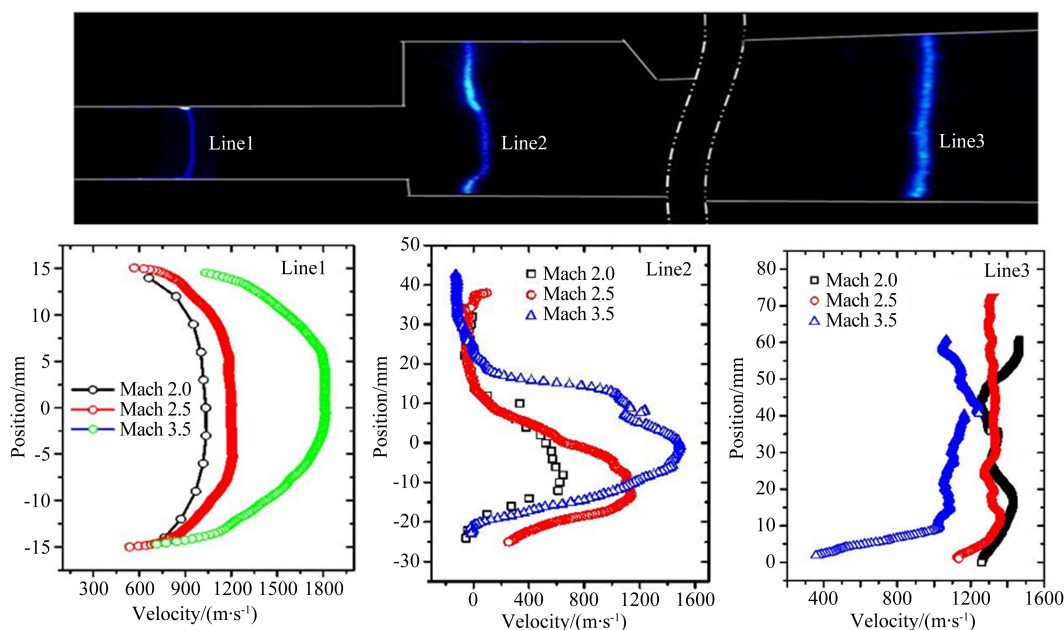 Line1
Line2
Line3
15
10
5
0
-5
-10
-15
Position/mm
Line1
Mach 2.0
Mach 2.5
Mach 3.5
300 600 900 1200 1500 1800
Velocity/(m·s⁻¹)
50
40
30
20
10
0
-10
-20
-30
Position/mm
Line2
Mach 2.0
Mach 2.5
Mach 3.5
0 400 800 1200 1600
Velocity/(m·s⁻¹)
80
70
60
50
40
30
20
10
0
Position/mm
Line3
Mach 2.0
Mach 2.5
Mach 3.5
400 800 1200 1600
Velocity/(m·s⁻¹)